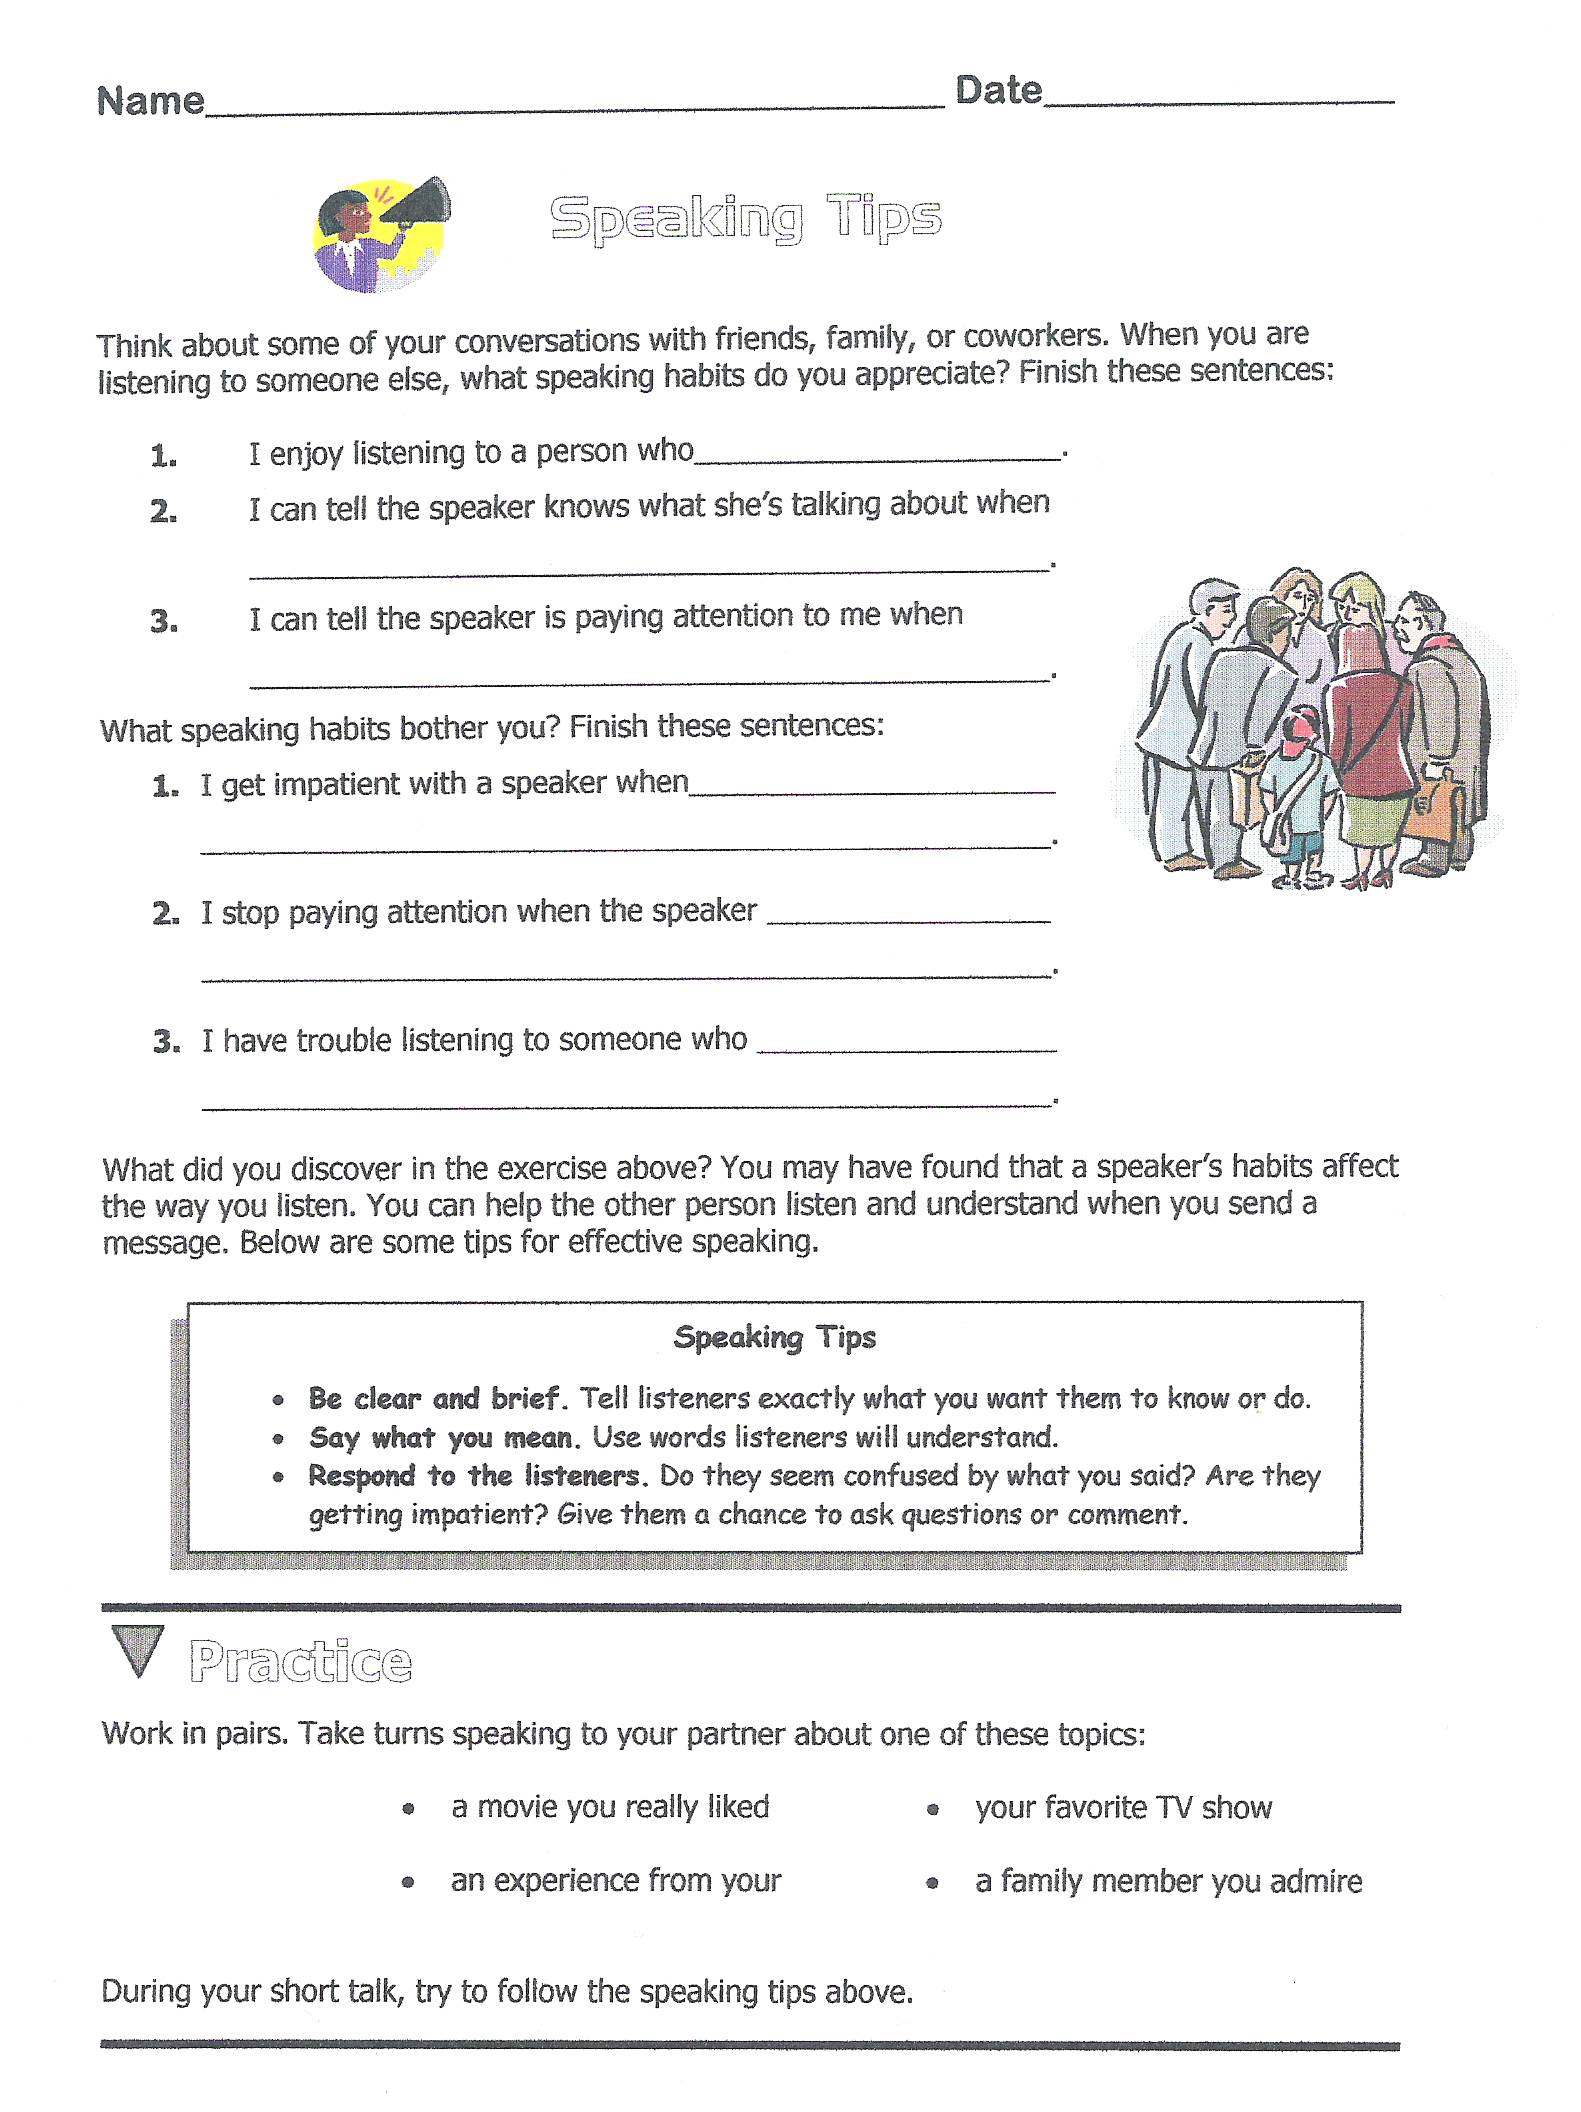 Name____________________ Date__________
Speaking Tips
Think about some of your conversations with friends, family, or coworkers. When you are
listening to someone else, what speaking habits do you appreciate? Finish these sentences:
1. I enjoy listening to a person who____________________.
2. I can tell the speaker knows what she's talking about when
____________________.
3. I can tell the speaker is paying attention to me when
____________________.
What speaking habits bother you? Finish these sentences:
1. I get impatient with a speaker when____________________
____________________.
2. I stop paying attention when the speaker ____________________
____________________.
3. I have trouble listening to someone who ____________________
____________________.
What did you discover in the exercise above? You may have found that a speaker's habits affect
the way you listen. You can help the other person listen and understand when you send a
message. Below are some tips for effective speaking.
Speaking Tips
• Be clear and brief. Tell listeners exactly what you want them to know or do.
• Say what you mean. Use words listeners will understand.
• Respond to the listeners. Do they seem confused by what you said? Are they
getting impatient? Give them a chance to ask questions or comment.
Practice
Work in pairs. Take turns speaking to your partner about one of these topics:
• a movie you really liked • your favorite TV show
• an experience from your • a family member you admire
During your short talk, try to follow the speaking tips above.